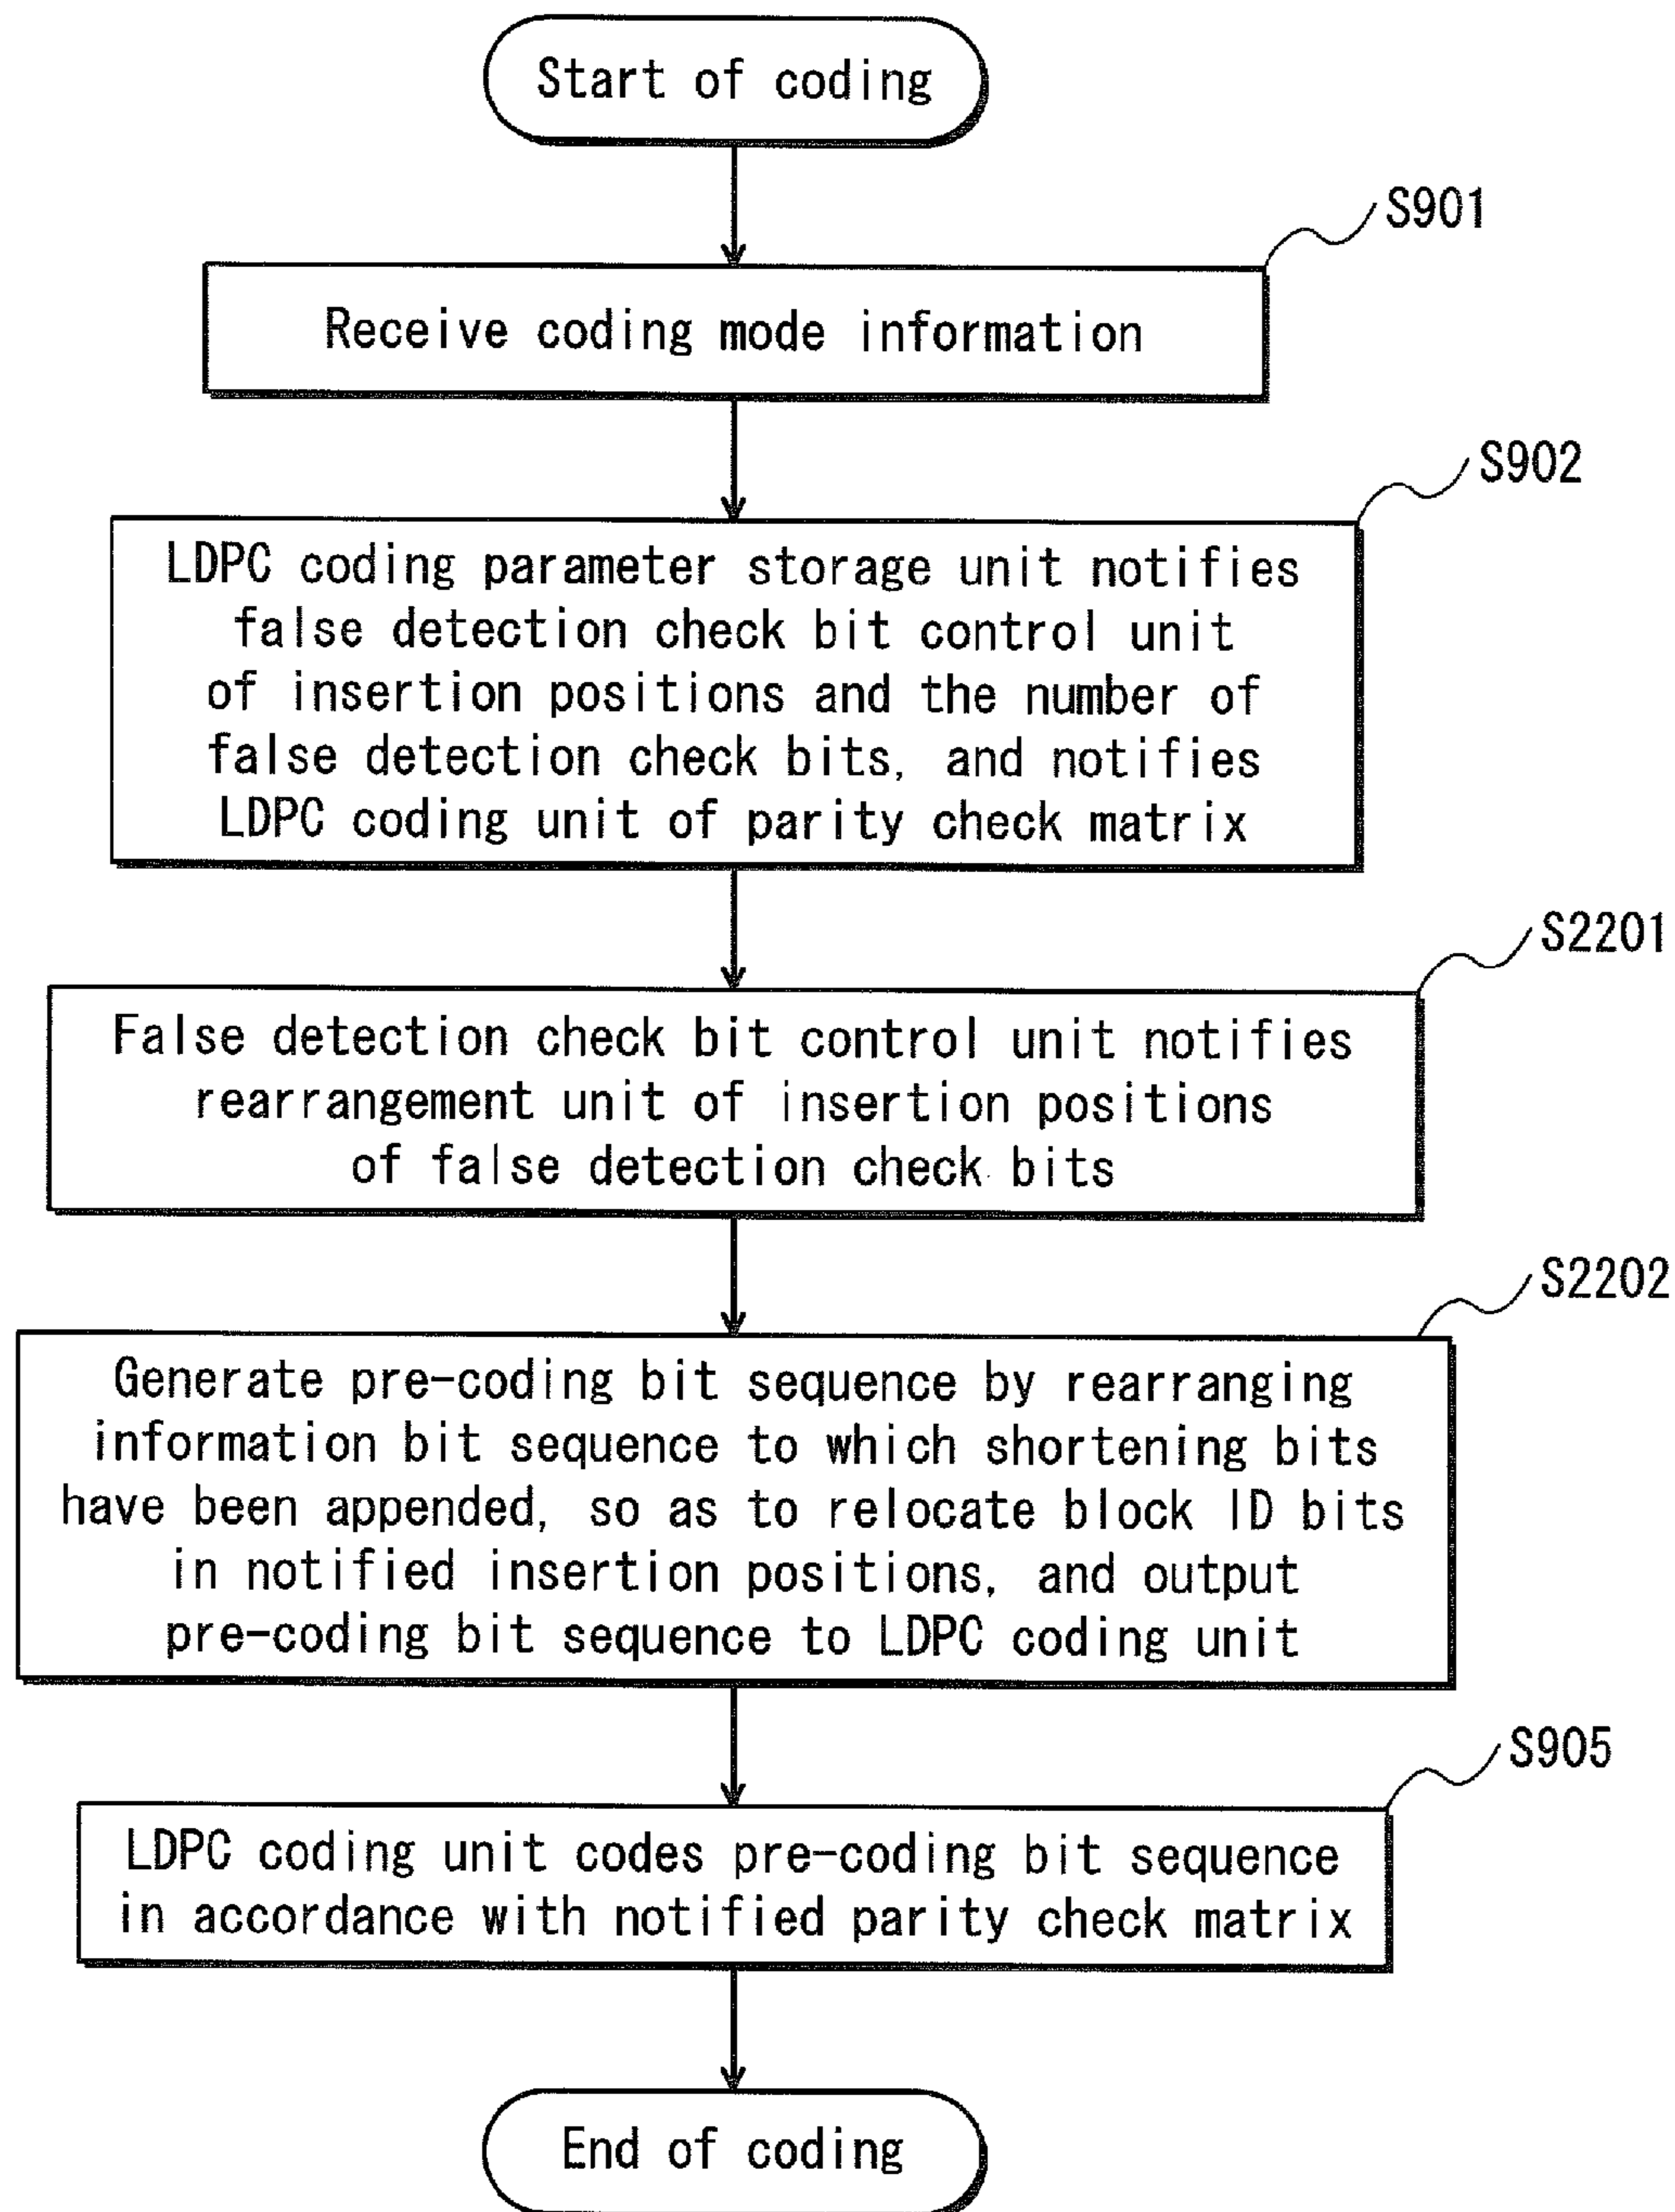 Start of coding
S901
Receive coding mode information
S902
LDPC coding parameter storage unit notifies
false detection check bit control unit
of insertion positions and the number of
false detection check bits, and notifies
LDPC coding unit of parity check matrix
S2201
False detection check bit control unit notifies
rearrangement unit of insertion positions
of false detection check bits
S2202
Generate pre-coding bit sequence by rearranging
information bit sequence to which shortening bits
have been appended, so as to relocate block ID bits
in notified insertion positions, and output
pre-coding bit sequence to LDPC coding unit
S905
LDPC coding unit codes pre-coding bit sequence
in accordance with notified parity check matrix
End of coding